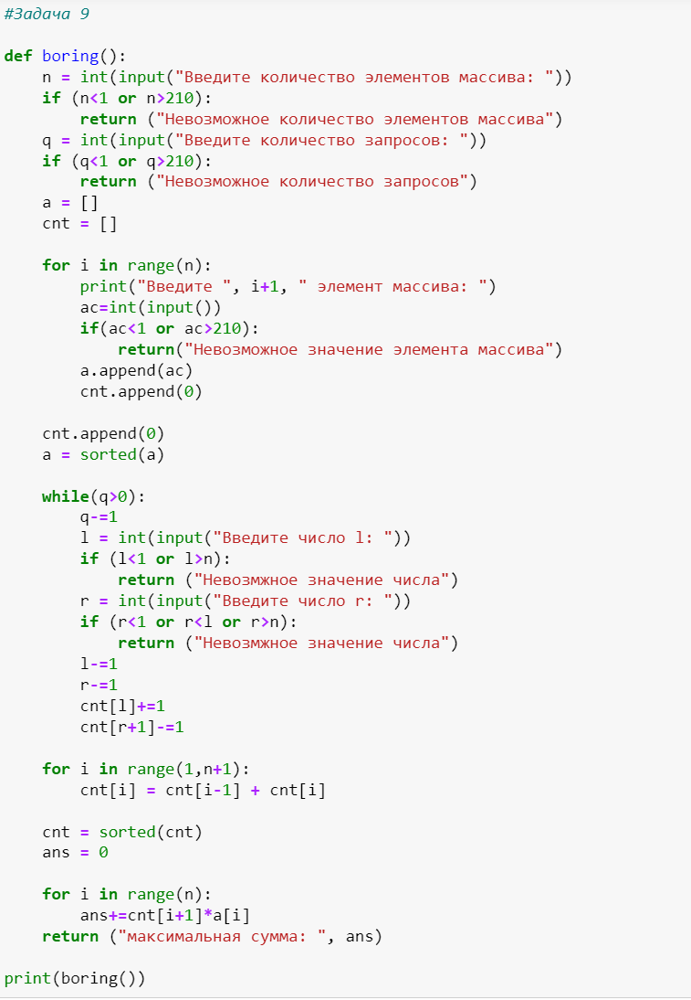 #Задача 9
def boring():
    n = int(input("Введите количество элементов массива: "))
    if (n<1 or n>210):
        return ("Невозможное количество элементов массива")
    q = int(input("Введите количество запросов: "))
    if (q<1 or q>210):
        return ("Невозможное количество запросов")
    a = []
    cnt = []
    for i in range(n):
        print("Введите ", i+1, " элемент массива: ")
        ac=int(input())
        if(ac<1 or ac>210):
            return("Невозможное значение элемента массива")
        a.append(ac)
        cnt.append(0)
    cnt.append(0)
    a = sorted(a)
    while(q>0):
        q-=1
        l = int(input("Введите число l: "))
        if (l<1 or l>n):
            return ("Невозмжное значение числа")
        r = int(input("Введите число r: "))
        if (r<1 or r<l or r>n):
            return ("Невозмжное значение числа")
        l-=1
        r-=1
        cnt[l]+=1
        cnt[r+1]-=1
    for i in range(1,n+1):
        cnt[i] = cnt[i-1] + cnt[i]
    cnt = sorted(cnt)
    ans = 0
    for i in range(n):
        ans+=cnt[i+1]*a[i]
    return ("максимальная сумма: ", ans)
print(boring())